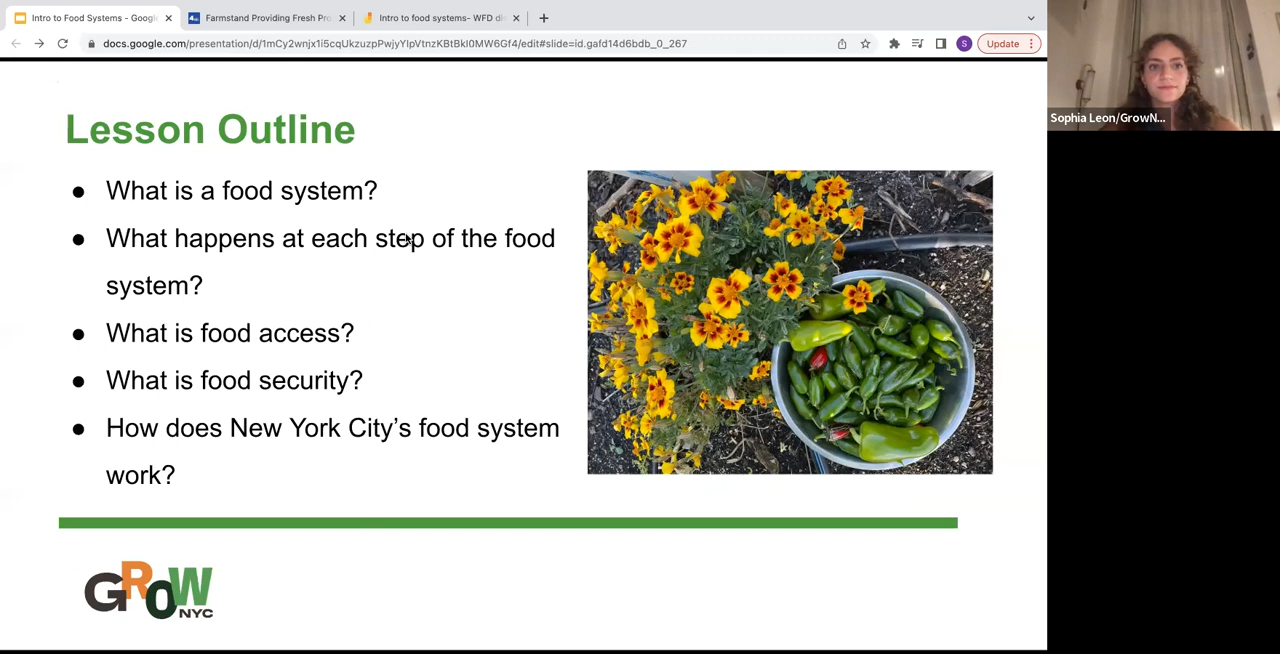 Intro to Food Systems - Google
Farmstand Providing Fresh Pro
Intro to food systems- WFD di
docs.google.com/presentation/d/1mCy2wnjx1i5cqUkzuzpPwjyYIpVtnzKBtBkI0MW6Gf4/edit#slide=id.gafd14d6bdb_0_267
S
Update
Sophia Leon/GrowN...
Lesson Outline
● What is a food system?
● What happens at each step of the food
system?
● What is food access?
● What is food security?
● How does New York City’s food system
work?
GROW
NYC